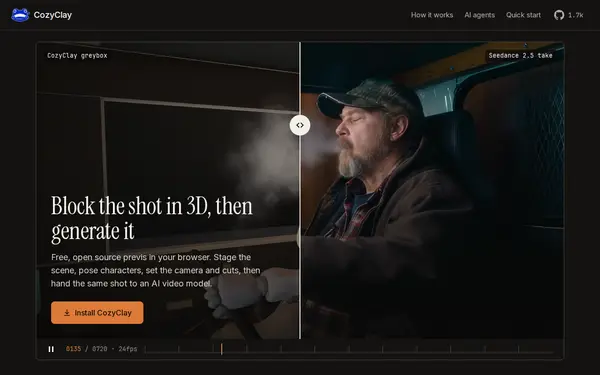 CozyClay
How it works
AI agents
Quick start
1.7k
CozyClay greybox
Seedance 2.5 take
Block the shot in 3D, then
generate it
Free, open source previs in your browser. Stage the
scene, pose characters, set the camera and cuts, then
hand the same shot to an AI video model.
Install CozyClay
0135 / 0720 · 24fps